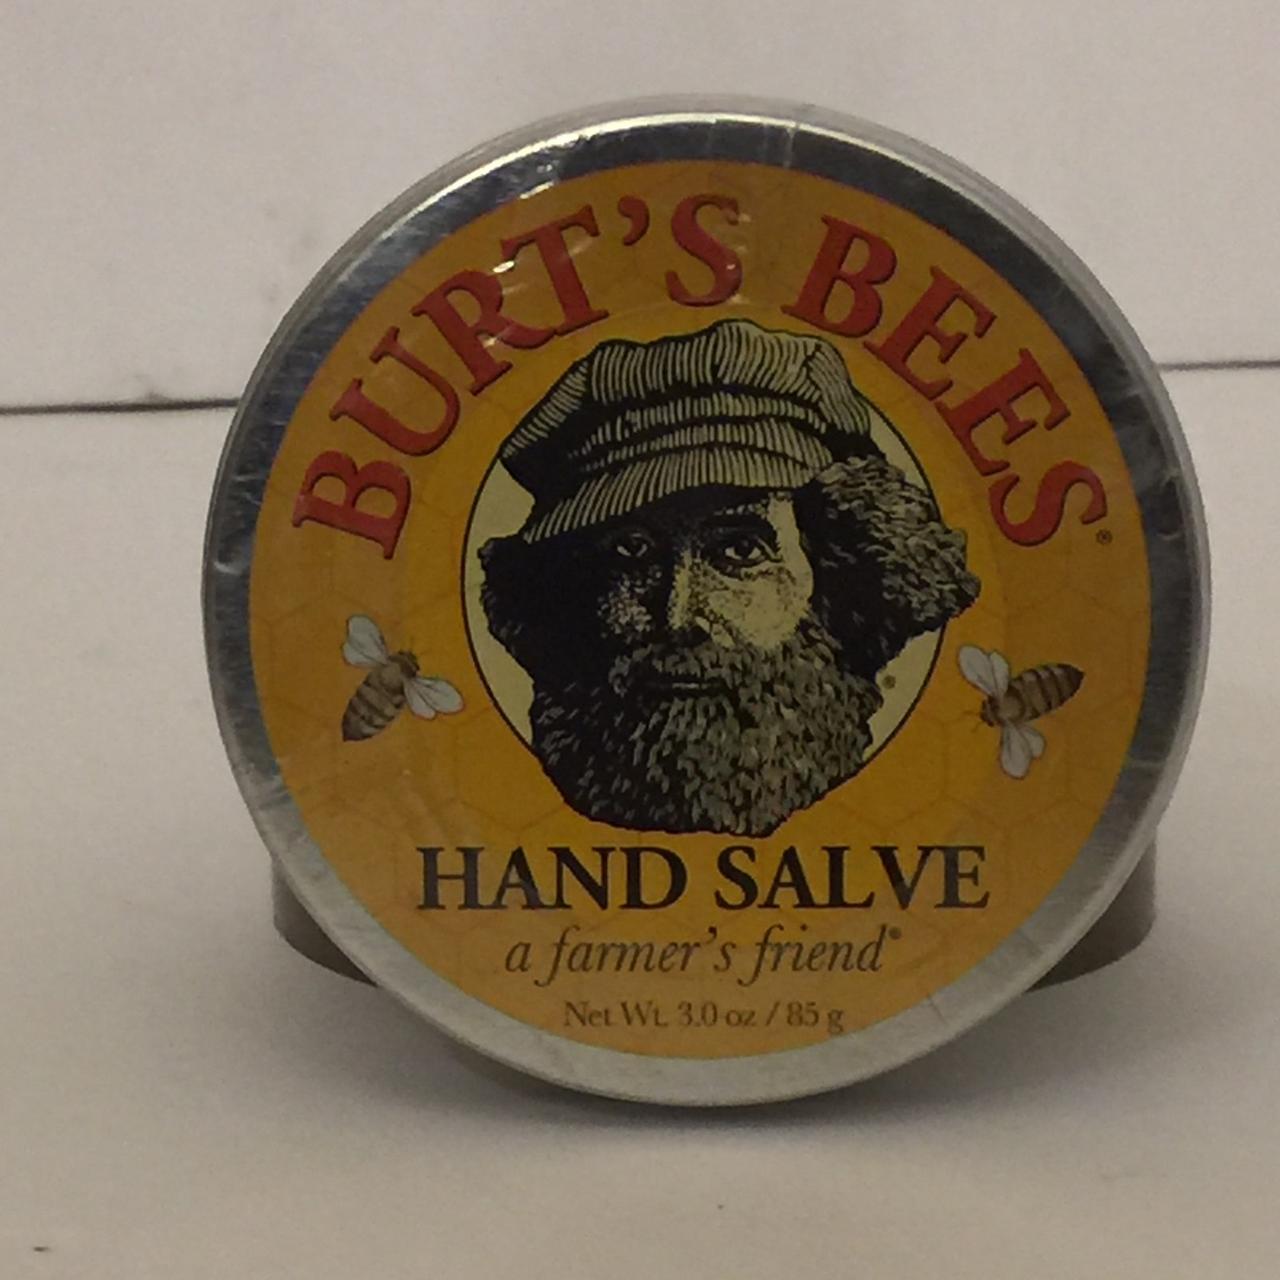 BURT'S BEES®
HAND SALVE
a farmer's friend®
Net Wt. 3.0 oz / 85 g